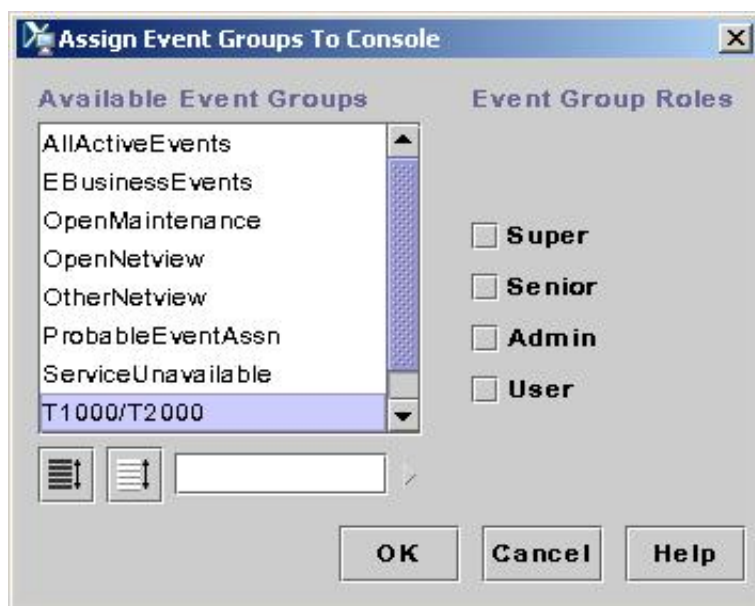 Assign Event Groups To Console
Available Event Groups
Event Group Roles
AllActiveEvents
EBusinessEvents
OpenMaintenance
OpenNetview
OtherNetview
ProbableEventAssn
ServiceUnavailable
T1000/T2000
Super
Senior
Admin
User
OK
Cancel
Help